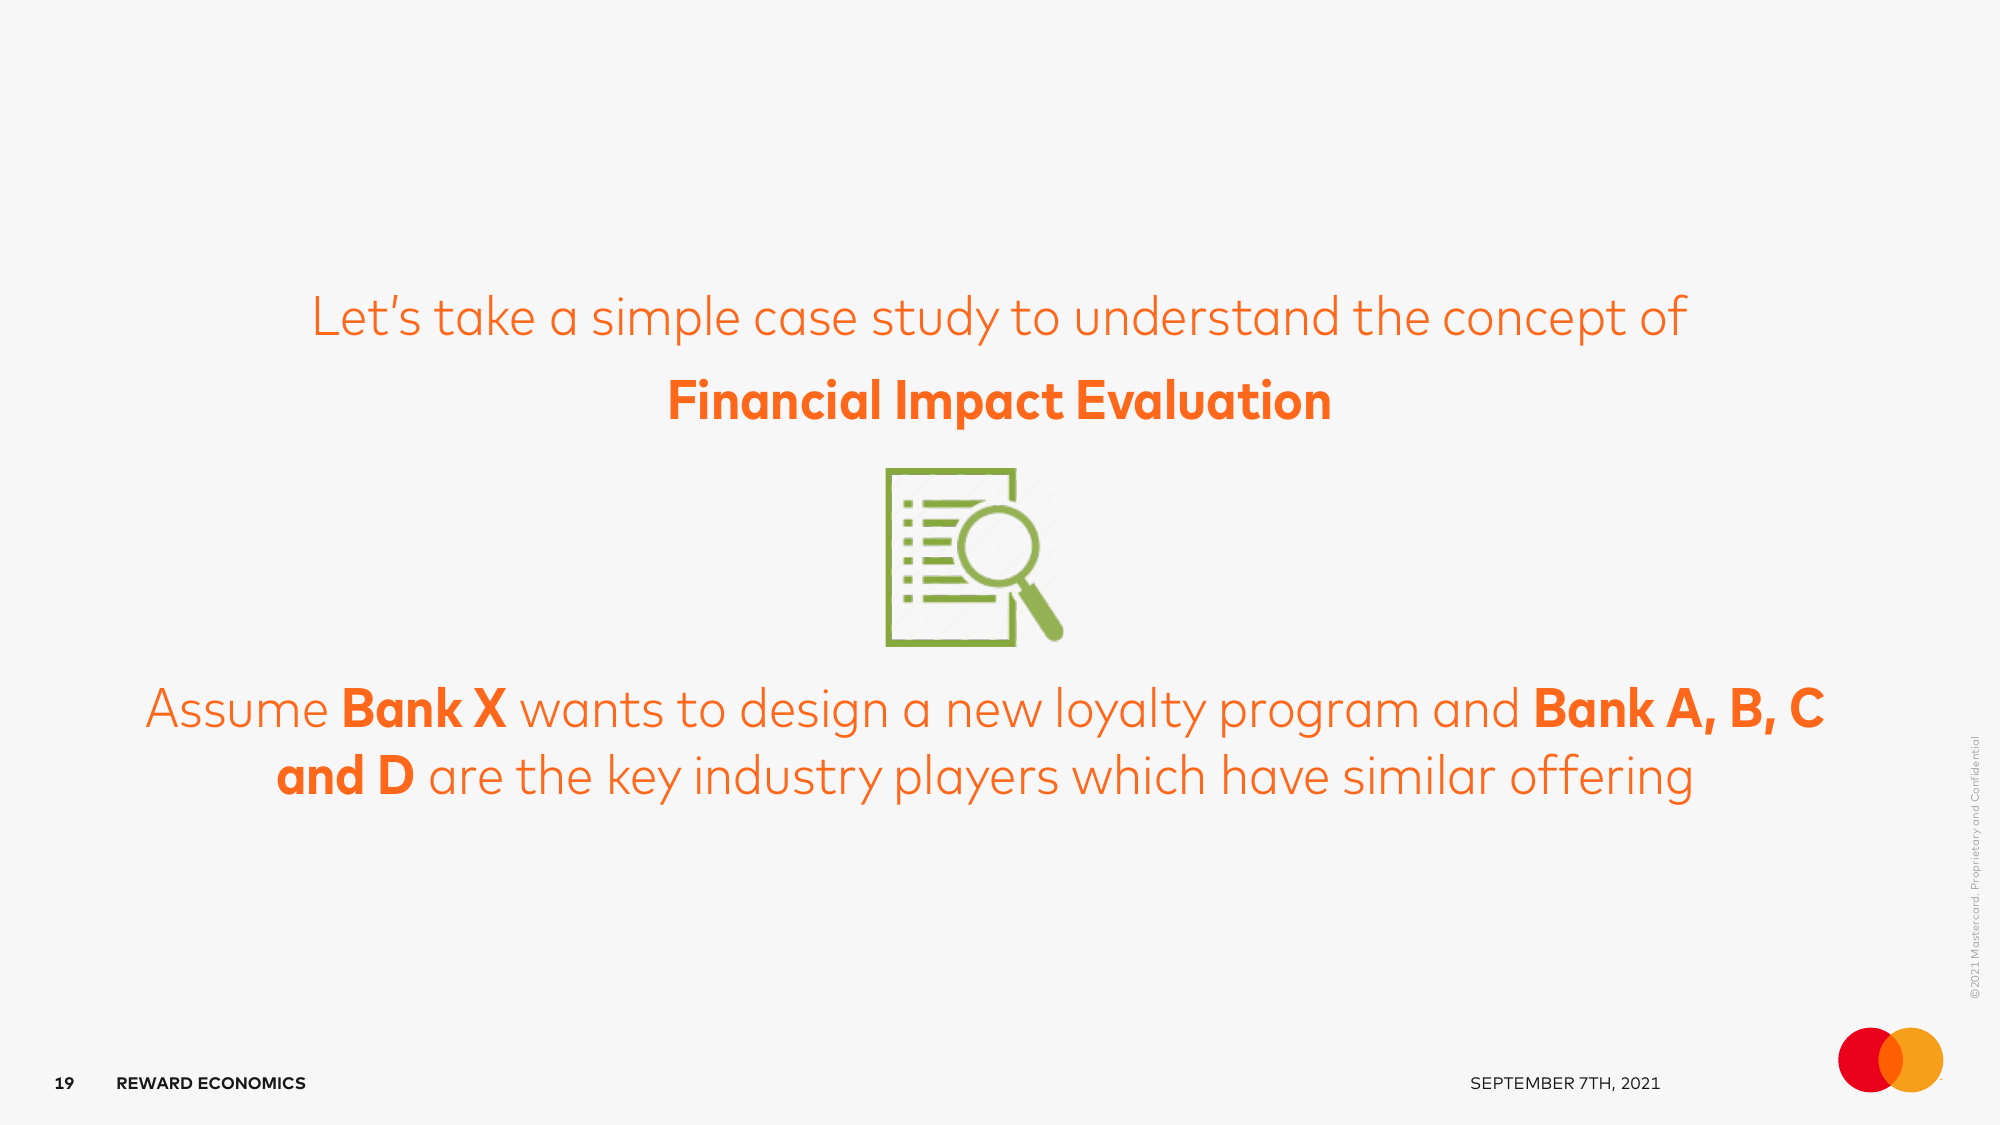 Let’s take a simple case study to understand the concept of
Financial Impact Evaluation
Assume Bank X wants to design a new loyalty program and Bank A, B, C
and D are the key industry players which have similar offering
©2021 Mastercard. Proprietary and Confidential
19 REWARD ECONOMICS SEPTEMBER 7TH, 2021